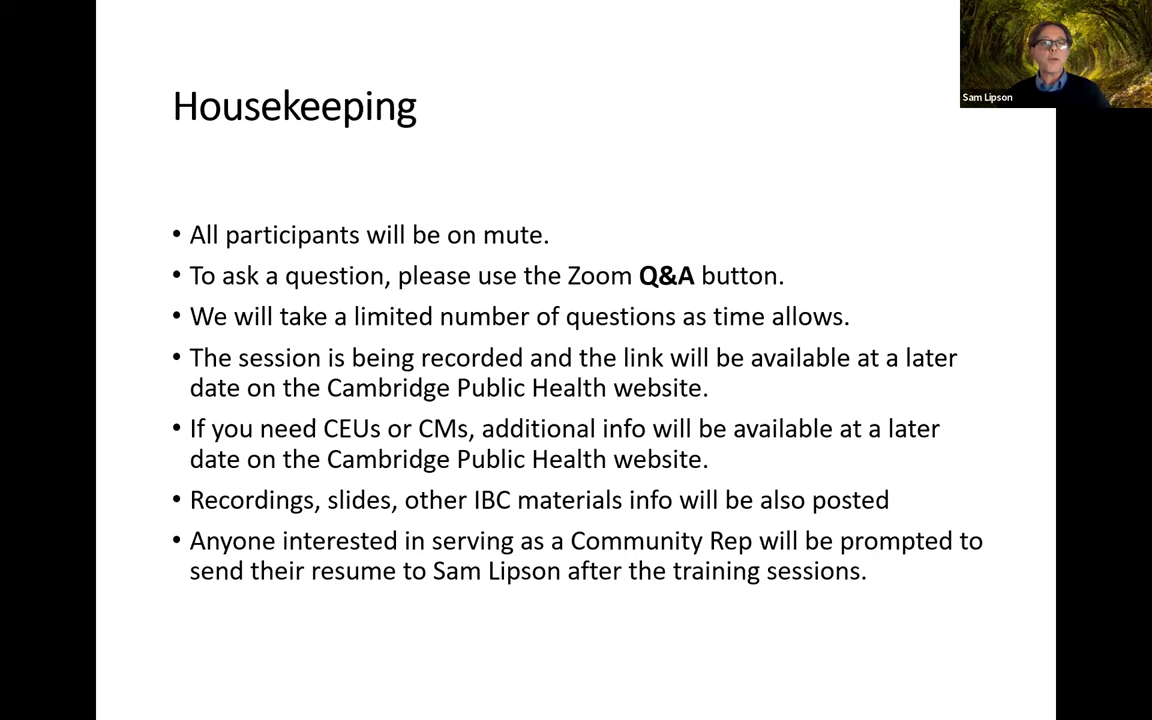 Sam Lipson
Housekeeping
• All participants will be on mute.
• To ask a question, please use the Zoom Q&A button.
• We will take a limited number of questions as time allows.
• The session is being recorded and the link will be available at a later
date on the Cambridge Public Health website.
• If you need CEUs or CMs, additional info will be available at a later
date on the Cambridge Public Health website.
• Recordings, slides, other IBC materials info will be also posted
• Anyone interested in serving as a Community Rep will be prompted to
send their resume to Sam Lipson after the training sessions.